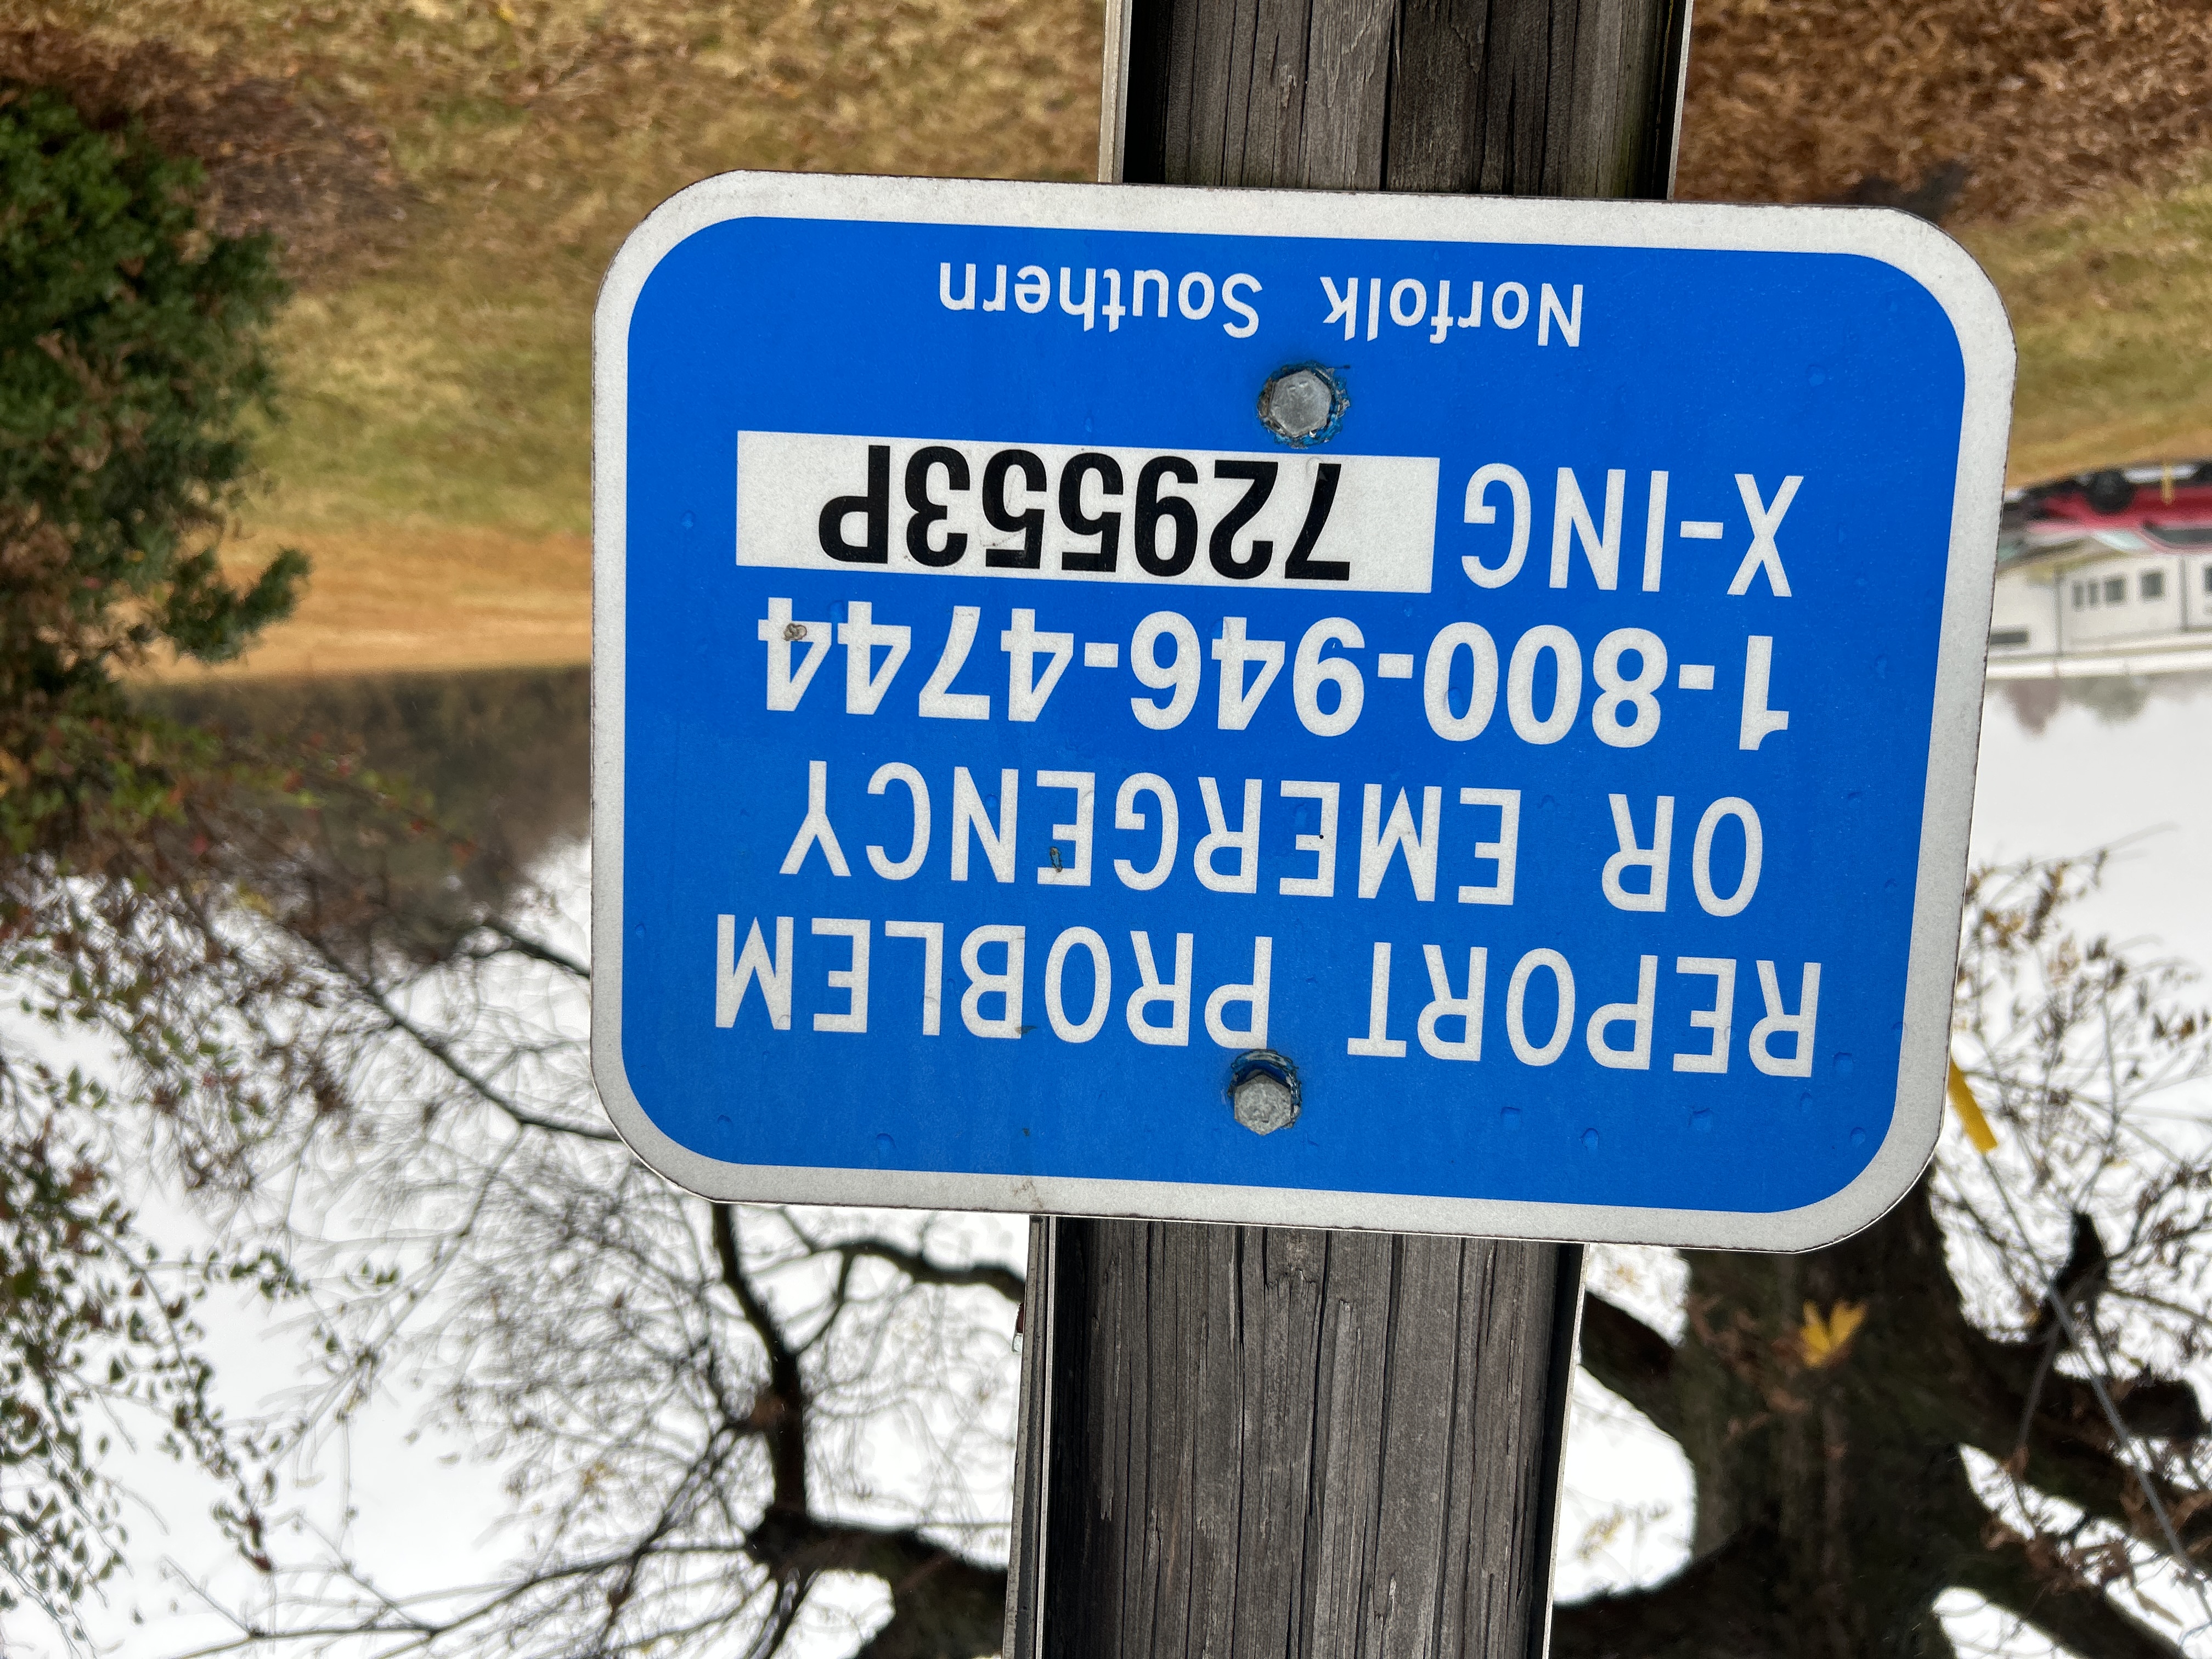 REPORT PROBLEM
OR EMERGENCY
1-800-946-4744
X-ING 729553P
Norfolk Southern